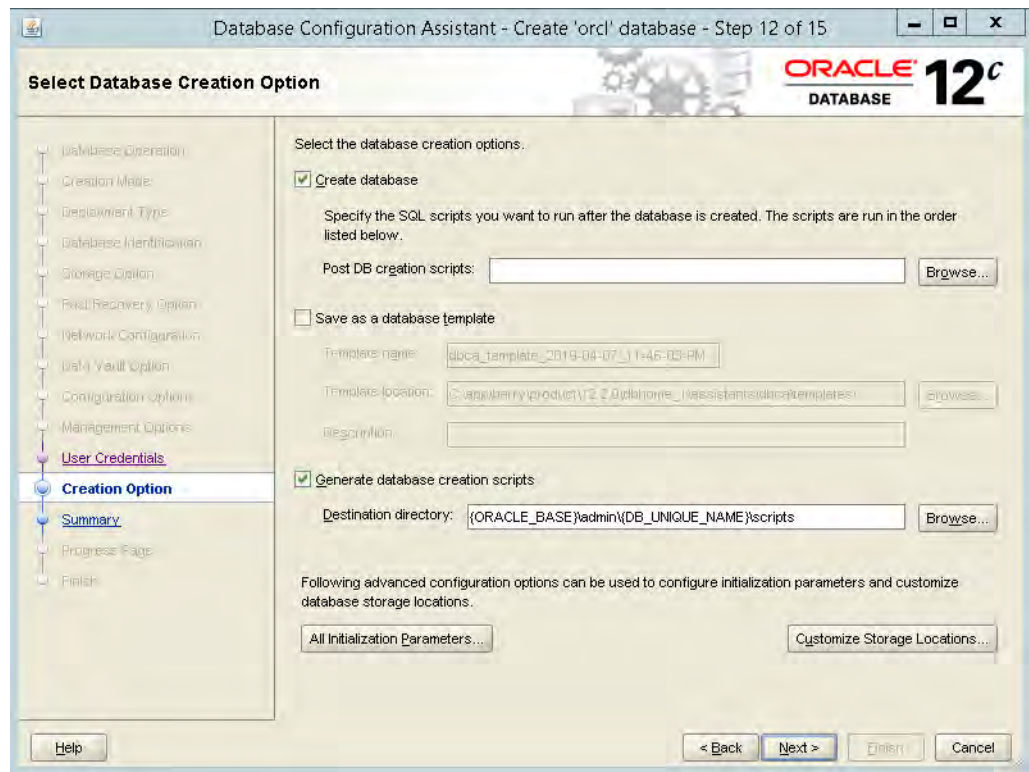 Database Configuration Assistant - Create 'orcl' database - Step 12 of 15
Select Database Creation Option
ORACLE
DATABASE
12c
Database Operation
Creation Mode
Deployment Type
Database Identification
Storage Option
Fast Recovery Option
Network Configuration
Data Vault Option
Configuration Options
Management Options
User Credentials
Creation Option
Summary
Progress Page
Finish
Select the database creation options.
Create database
Specify the SQL scripts you want to run after the database is created. The scripts are run in the order
listed below.
Post DB creation scripts:
Browse...
Save as a database template
Template name:
dbca_template_2019-04-07_11-46-03-PM
Template location:
Browse...
Description:
Generate database creation scripts
Destination directory:
{ORACLE_BASE}\admin\{DB_UNIQUE_NAME}\scripts
Browse...
Following advanced configuration options can be used to configure initialization parameters and customize
database storage locations.
All Initialization Parameters...
Customize Storage Locations...
Help
< Back
Next >
Finish
Cancel